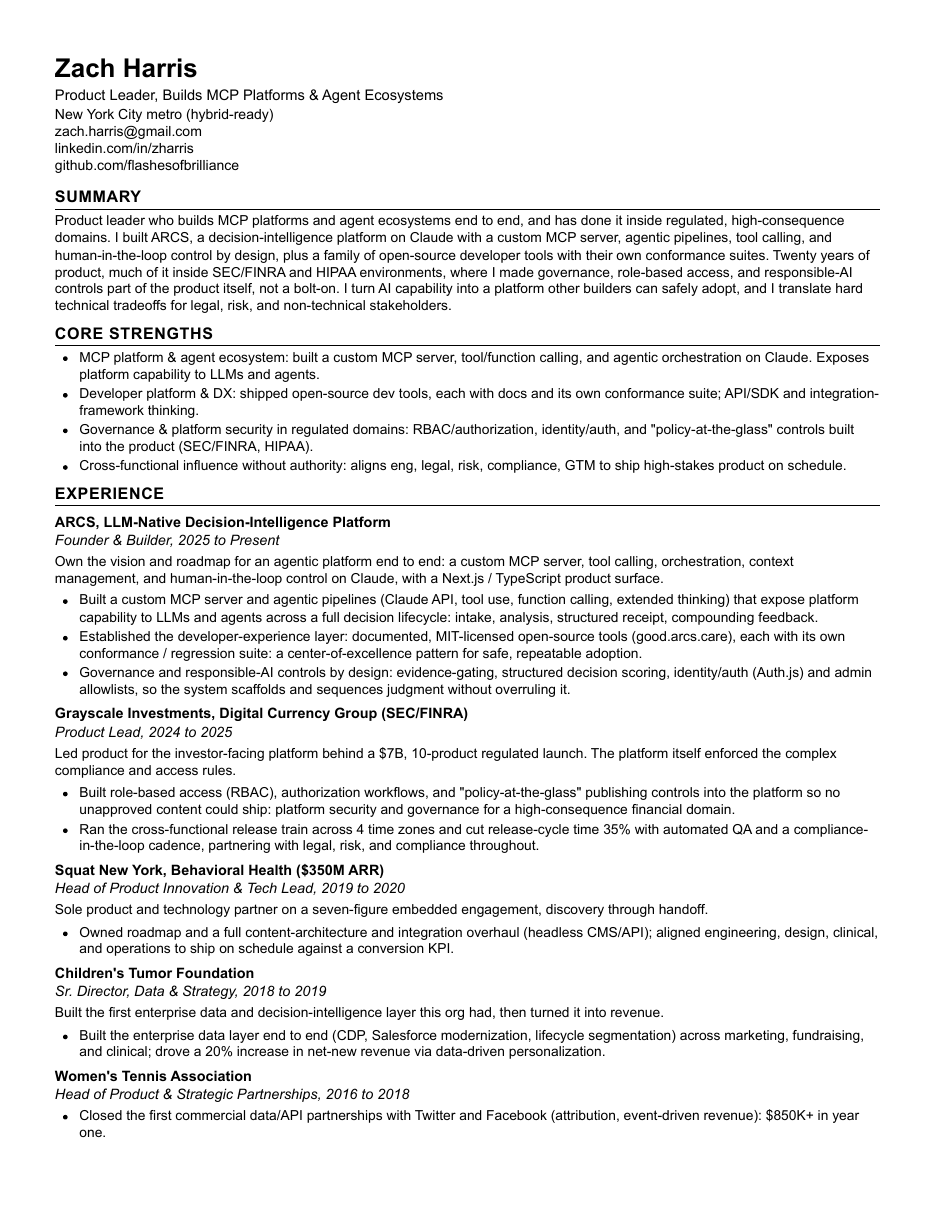 Zach Harris
Product Leader, Builds MCP Platforms & Agent Ecosystems
New York City metro (hybrid-ready)
zach.harris@gmail.com
linkedin.com/in/zharris
github.com/flashesofbrilliance
SUMMARY
Product leader who builds MCP platforms and agent ecosystems end to end, and has done it inside regulated, high-consequence
domains. I built ARCS, a decision-intelligence platform on Claude with a custom MCP server, agentic pipelines, tool calling, and
human-in-the-loop control by design, plus a family of open-source developer tools with their own conformance suites. Twenty years of
product, much of it inside SEC/FINRA and HIPAA environments, where I made governance, role-based access, and responsible-AI
controls part of the product itself, not a bolt-on. I turn AI capability into a platform other builders can safely adopt, and I translate hard
technical tradeoffs for legal, risk, and non-technical stakeholders.
CORE STRENGTHS
• MCP platform & agent ecosystem: built a custom MCP server, tool/function calling, and agentic orchestration on Claude. Exposes
platform capability to LLMs and agents.
• Developer platform & DX: shipped open-source dev tools, each with docs and its own conformance suite; API/SDK and integration-
framework thinking.
• Governance & platform security in regulated domains: RBAC/authorization, identity/auth, and "policy-at-the-glass" controls built
into the product (SEC/FINRA, HIPAA).
• Cross-functional influence without authority: aligns eng, legal, risk, compliance, GTM to ship high-stakes product on schedule.
EXPERIENCE
ARCS, LLM-Native Decision-Intelligence Platform
Founder & Builder, 2025 to Present
Own the vision and roadmap for an agentic platform end to end: a custom MCP server, tool calling, orchestration, context
management, and human-in-the-loop control on Claude, with a Next.js / TypeScript product surface.
• Built a custom MCP server and agentic pipelines (Claude API, tool use, function calling, extended thinking) that expose platform
capability to LLMs and agents across a full decision lifecycle: intake, analysis, structured receipt, compounding feedback.
• Established the developer-experience layer: documented, MIT-licensed open-source tools (good.arcs.care), each with its own
conformance / regression suite: a center-of-excellence pattern for safe, repeatable adoption.
• Governance and responsible-AI controls by design: evidence-gating, structured decision scoring, identity/auth (Auth.js) and admin
allowlists, so the system scaffolds and sequences judgment without overruling it.
Grayscale Investments, Digital Currency Group (SEC/FINRA)
Product Lead, 2024 to 2025
Led product for the investor-facing platform behind a $7B, 10-product regulated launch. The platform itself enforced the complex
compliance and access rules.
• Built role-based access (RBAC), authorization workflows, and "policy-at-the-glass" publishing controls into the platform so no
unapproved content could ship: platform security and governance for a high-consequence financial domain.
• Ran the cross-functional release train across 4 time zones and cut release-cycle time 35% with automated QA and a compliance-
in-the-loop cadence, partnering with legal, risk, and compliance throughout.
Squat New York, Behavioral Health ($350M ARR)
Head of Product Innovation & Tech Lead, 2019 to 2020
Sole product and technology partner on a seven-figure embedded engagement, discovery through handoff.
• Owned roadmap and a full content-architecture and integration overhaul (headless CMS/API); aligned engineering, design, clinical,
and operations to ship on schedule against a conversion KPI.
Children's Tumor Foundation
Sr. Director, Data & Strategy, 2018 to 2019
Built the first enterprise data and decision-intelligence layer this org had, then turned it into revenue.
• Built the enterprise data layer end to end (CDP, Salesforce modernization, lifecycle segmentation) across marketing, fundraising,
and clinical; drove a 20% increase in net-new revenue via data-driven personalization.
Women's Tennis Association
Head of Product & Strategic Partnerships, 2016 to 2018
• Closed the first commercial data/API partnerships with Twitter and Facebook (attribution, event-driven revenue): $850K+ in year
one.